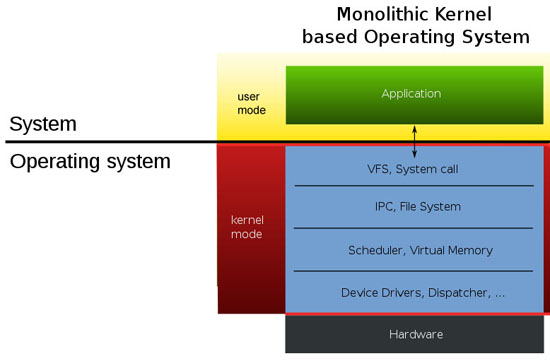 Monolithic Kernel
based Operating System
user
mode
Application
System
Operating system
VFS, System call
IPC, File System
kernel
mode
Scheduler, Virtual Memory
Device Drivers, Dispatcher, ...
Hardware